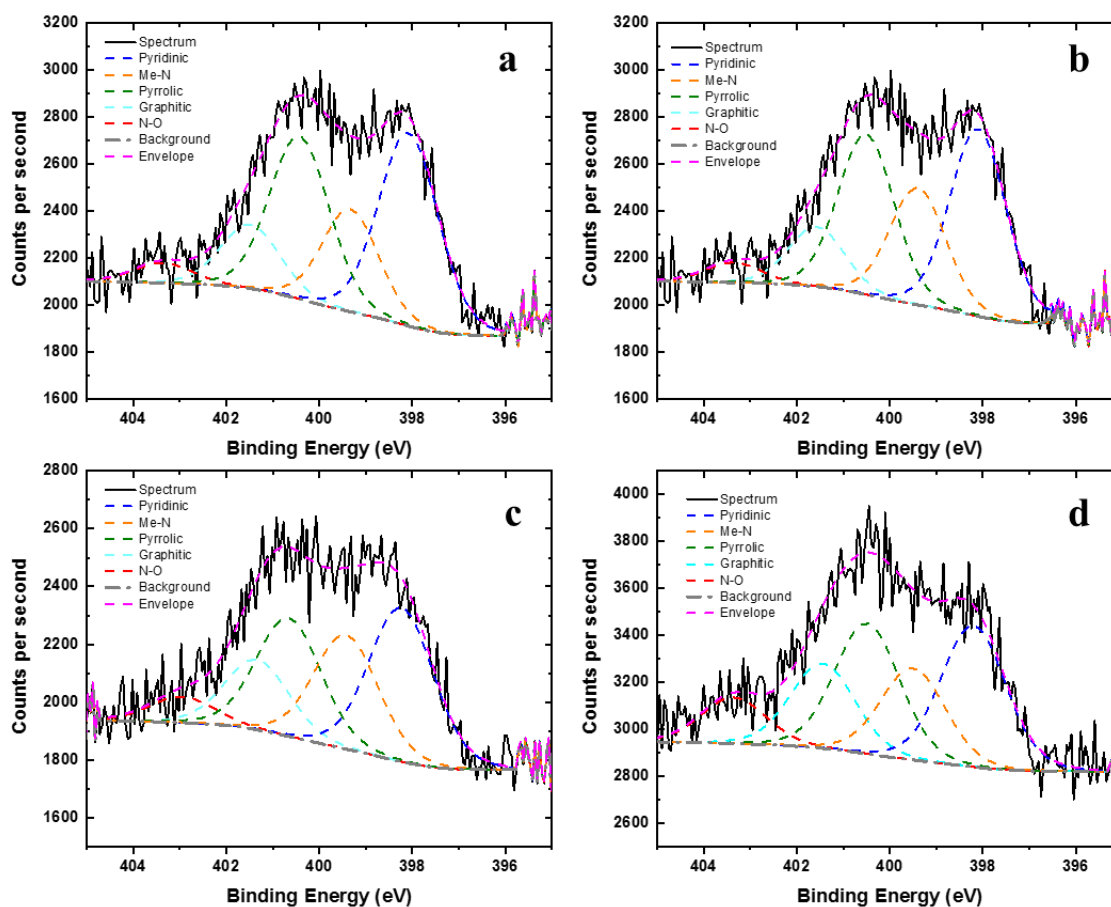 a
Spectrum
Pyridinic
Me-N
Pyrrolic
Graphitic
N-O
Background
Envelope
3200
3000
2800
2600
2400
2200
2000
1800
1600
Counts per second
404 402 400 398 396
Binding Energy (eV)
b
Spectrum
Pyridinic
Me-N
Pyrrolic
Graphitic
N-O
Background
Envelope
3200
3000
2800
2600
2400
2200
2000
1800
1600
Counts per second
404 402 400 398 396
Binding Energy (eV)
c
Spectrum
Pyridinic
Me-N
Pyrrolic
Graphitic
N-O
Background
Envelope
2800
2600
2400
2200
2000
1800
1600
Counts per second
404 402 400 398 396
Binding Energy (eV)
d
Spectrum
Pyridinic
Me-N
Pyrrolic
Graphitic
N-O
Background
Envelope
4000
3800
3600
3400
3200
3000
2800
2600
Counts per second
404 402 400 398 396
Binding Energy (eV)